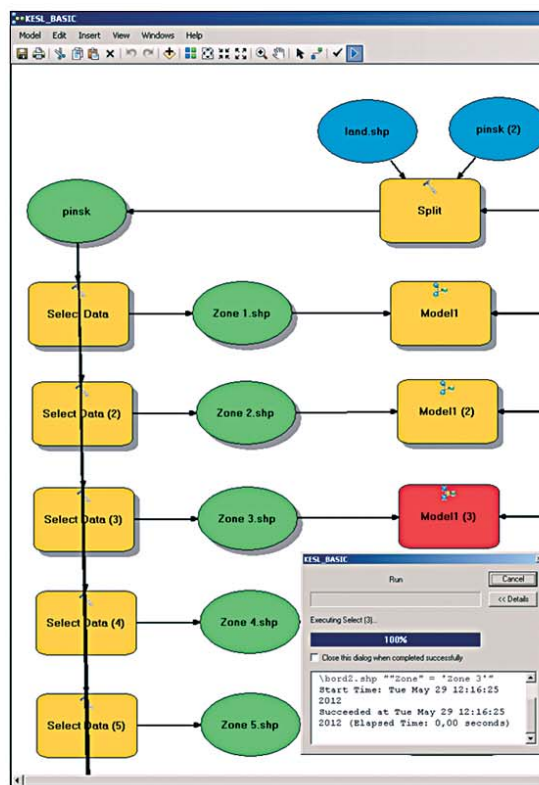 KESL_BASIC
Model Edit Insert View Windows Help
land.shp
pinsk (2)
pinsk
Split
Select Data
Zone 1.shp
Model1
Select Data (2)
Zone 2.shp
Model1 (2)
Select Data (3)
Zone 3.shp
Model1 (3)
Select Data (4)
Zone 4.shp
Select Data (5)
Zone 5.shp
KESL_BASIC
Run
Cancel
<< Details
Executing Select (3)...
100%
Close this dialog when completed successfully
\bord2.shp ""Zone" = 'Zone 3'"
Start Time: Tue May 29 12:16:25
2012
Succeeded at Tue May 29 12:16:25
2012 (Elapsed Time: 0,00 seconds)